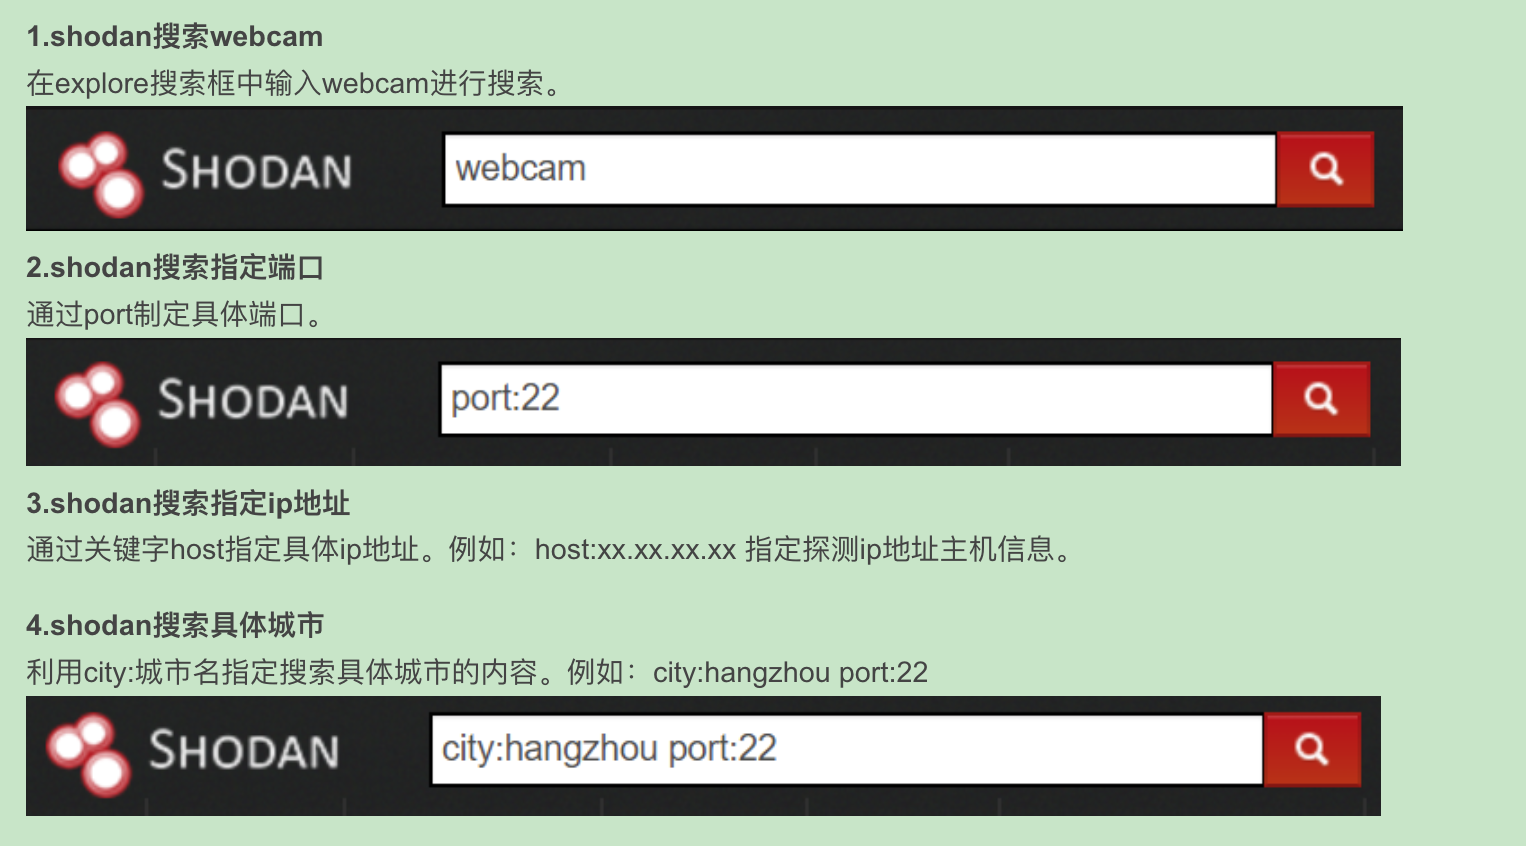 1.shodan搜索webcam
在explore搜索框中输入webcam进行搜索。
SHODAN webcam
2.shodan搜索指定端口
通过port制定具体端口。
SHODAN port:22
3.shodan搜索指定ip地址
通过关键字host指定具体ip地址。例如：host:xx.xx.xx.xx 指定探测ip地址主机信息。
4.shodan搜索具体城市
利用city:城市名指定搜索具体城市的内容。例如：city:hangzhou port:22
SHODAN city:hangzhou port:22